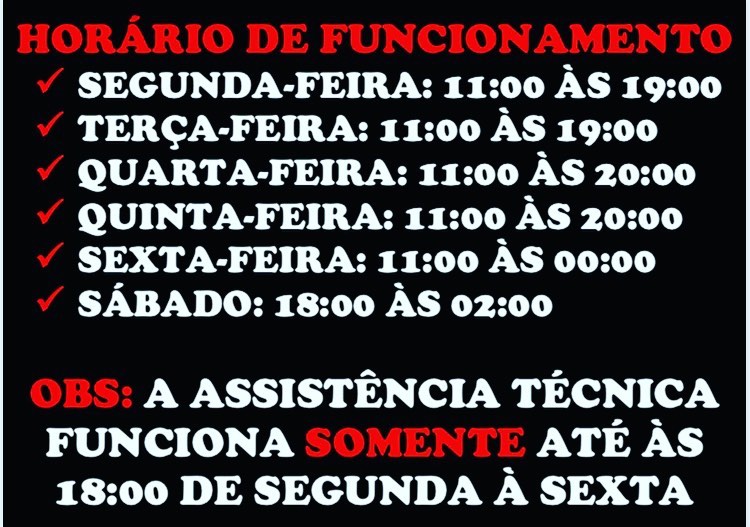 HORÁRIO DE FUNCIONAMENTO
✓ SEGUNDA-FEIRA: 11:00 ÀS 19:00
✓ TERÇA-FEIRA: 11:00 ÀS 19:00
✓ QUARTA-FEIRA: 11:00 ÀS 20:00
✓ QUINTA-FEIRA: 11:00 ÀS 20:00
✓ SEXTA-FEIRA: 11:00 ÀS 00:00
✓ SÁBADO: 18:00 ÀS 02:00
OBS: A ASSISTÊNCIA TÉCNICA
FUNCIONA SOMENTE ATÉ ÀS
18:00 DE SEGUNDA À SEXTA